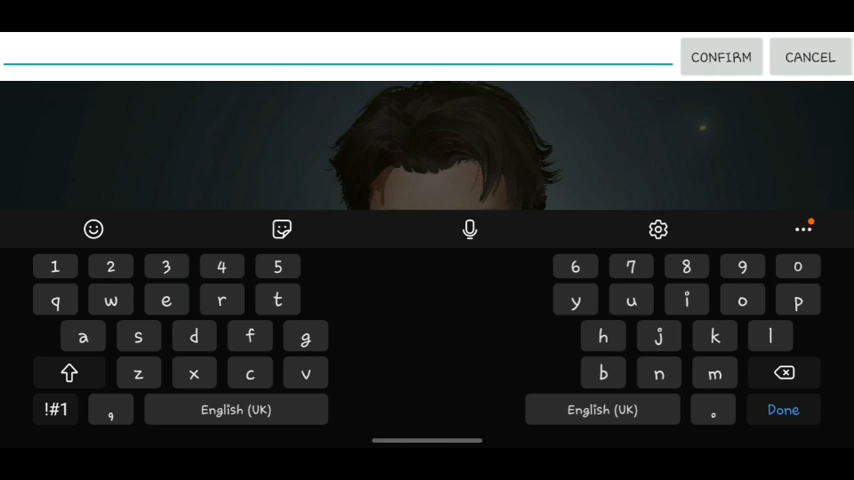 CONFIRM CANCEL
1 2 3 4 5 6 7 8 9 0
q w e r t y u i o p
a s d f g h j k l
z x c v b n m
!#1 , English (UK) English (UK) . Done